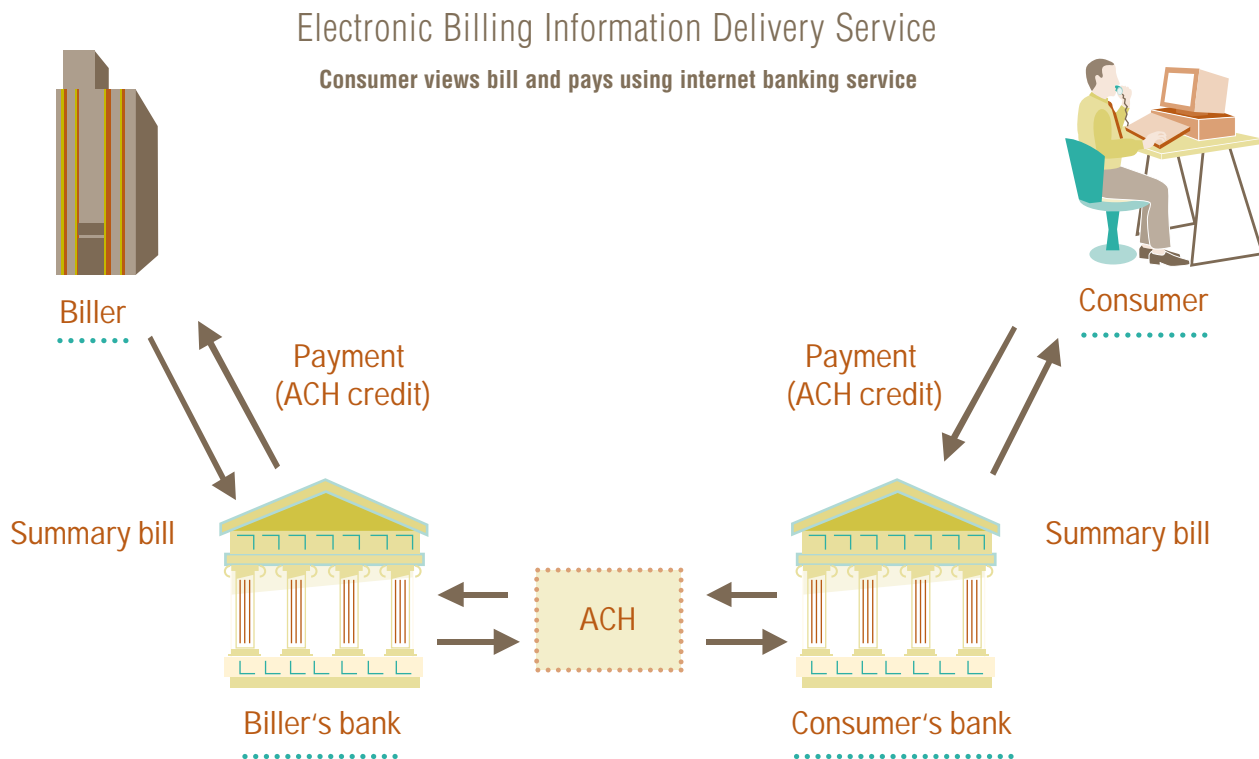 Electronic Billing Information Delivery Service
Consumer views bill and pays using internet banking service
Biller
Consumer
Payment
(ACH credit)
Payment
(ACH credit)
Summary bill
Summary bill
ACH
Biller‘s bank
Consumer’s bank